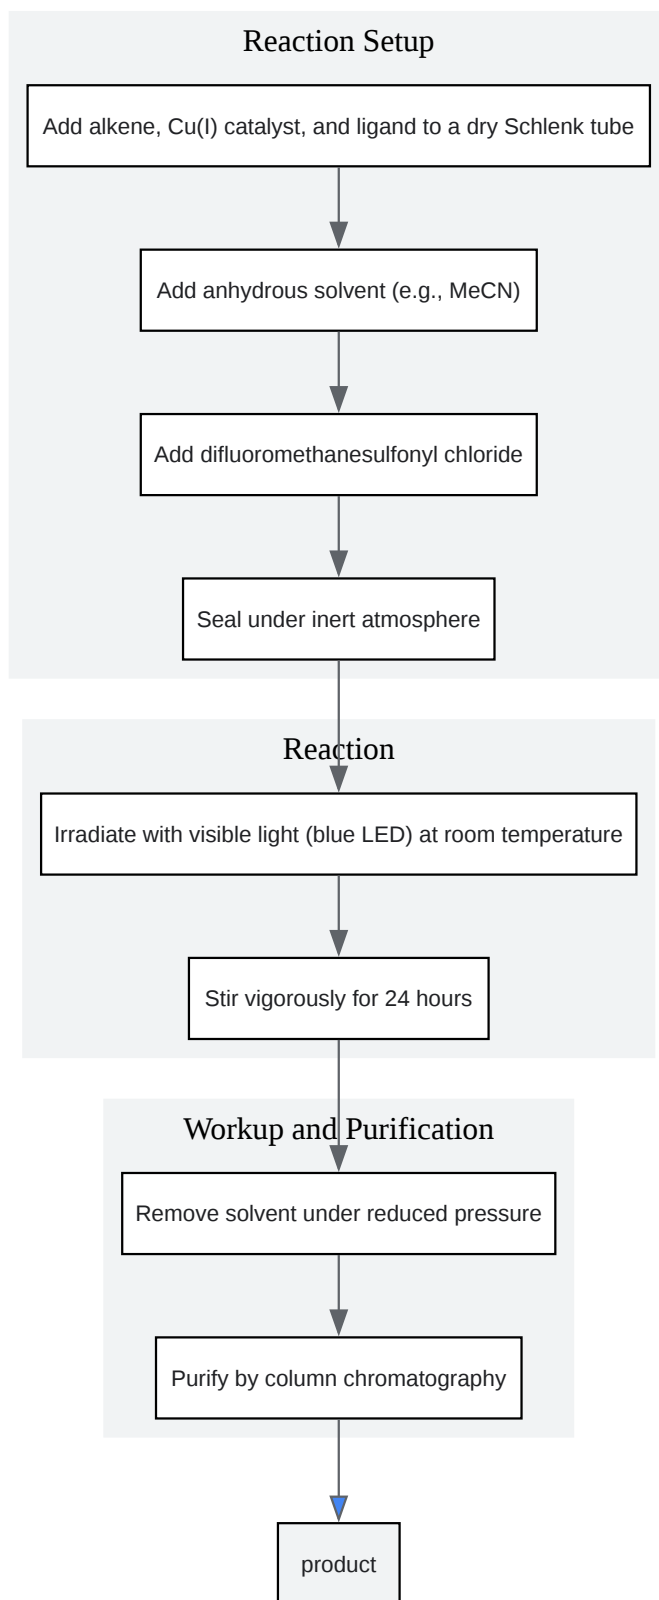 Reaction Setup
Add alkene, Cu(I) catalyst, and ligand to a dry Schlenk tube
Add anhydrous solvent (e.g., MeCN)
Add difluoromethanesulfonyl chloride
Seal under inert atmosphere
Reaction
Irradiate with visible light (blue LED) at room temperature
Stir vigorously for 24 hours
Workup and Purification
Remove solvent under reduced pressure
Purify by column chromatography
product